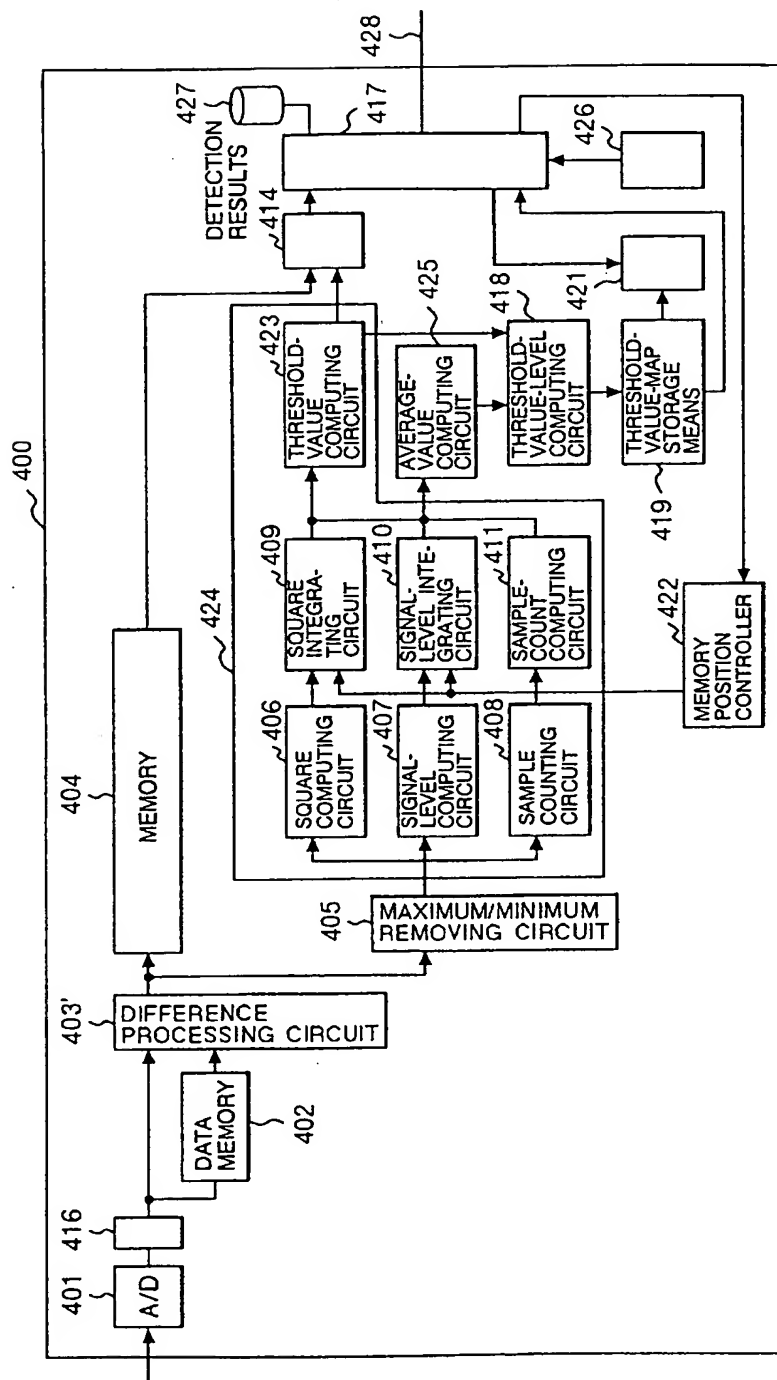 400
401
A/D
416
DATA
MEMORY
402
403'
DIFFERENCE
PROCESSING CIRCUIT
404
MEMORY
405
MAXIMUM/MINIMUM
REMOVING CIRCUIT
424
406
SQUARE
COMPUTING
CIRCUIT
407
SIGNAL-
LEVEL
COMPUTING
CIRCUIT
408
SAMPLE
COUNTING
CIRCUIT
409
SQUARE
INTEGRA-
TING
CIRCUIT
410
SIGNAL-
LEVEL INTE-
GRATING
CIRCUIT
411
SAMPLE-
COUNT
COMPUTING
CIRCUIT
423
THRESHOLD-
VALUE
COMPUTING
CIRCUIT
425
AVERAGE-
VALUE
COMPUTING
CIRCUIT
418
THRESHOLD-
VALUE-LEVEL
COMPUTING
CIRCUIT
419
THRESHOLD-
VALUE-MAP
STORAGE
MEANS
421
422
MEMORY
POSITION
CONTROLLER
414
DETECTION
RESULTS
427
417
428
426